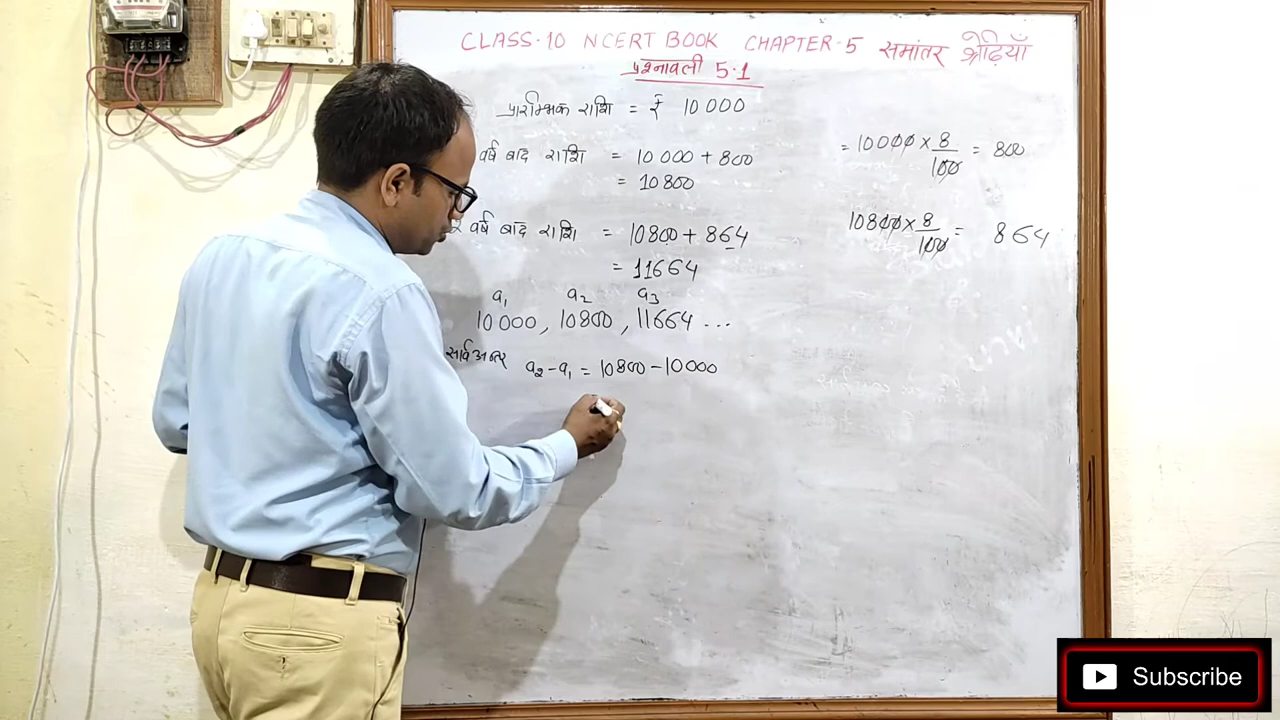 CLASS-10 NCERT BOOK CHAPTER-5 समांतर श्रेढ़ियाँ
प्रश्नावली 5.1
प्रारम्भिक राशि = ₹ 10000
वर्ष बाद राशि = 10000 + 800
= 10800
= 10000 × 8/100 = 800
2 वर्ष बाद राशि = 10800 + 864
= 11664
10800 × 8/100 = 864
a₁ a₂ a₃
10000, 10800, 11664 ...
सार्व अन्तर a₂-a₁ = 10800-10000
Subscribe